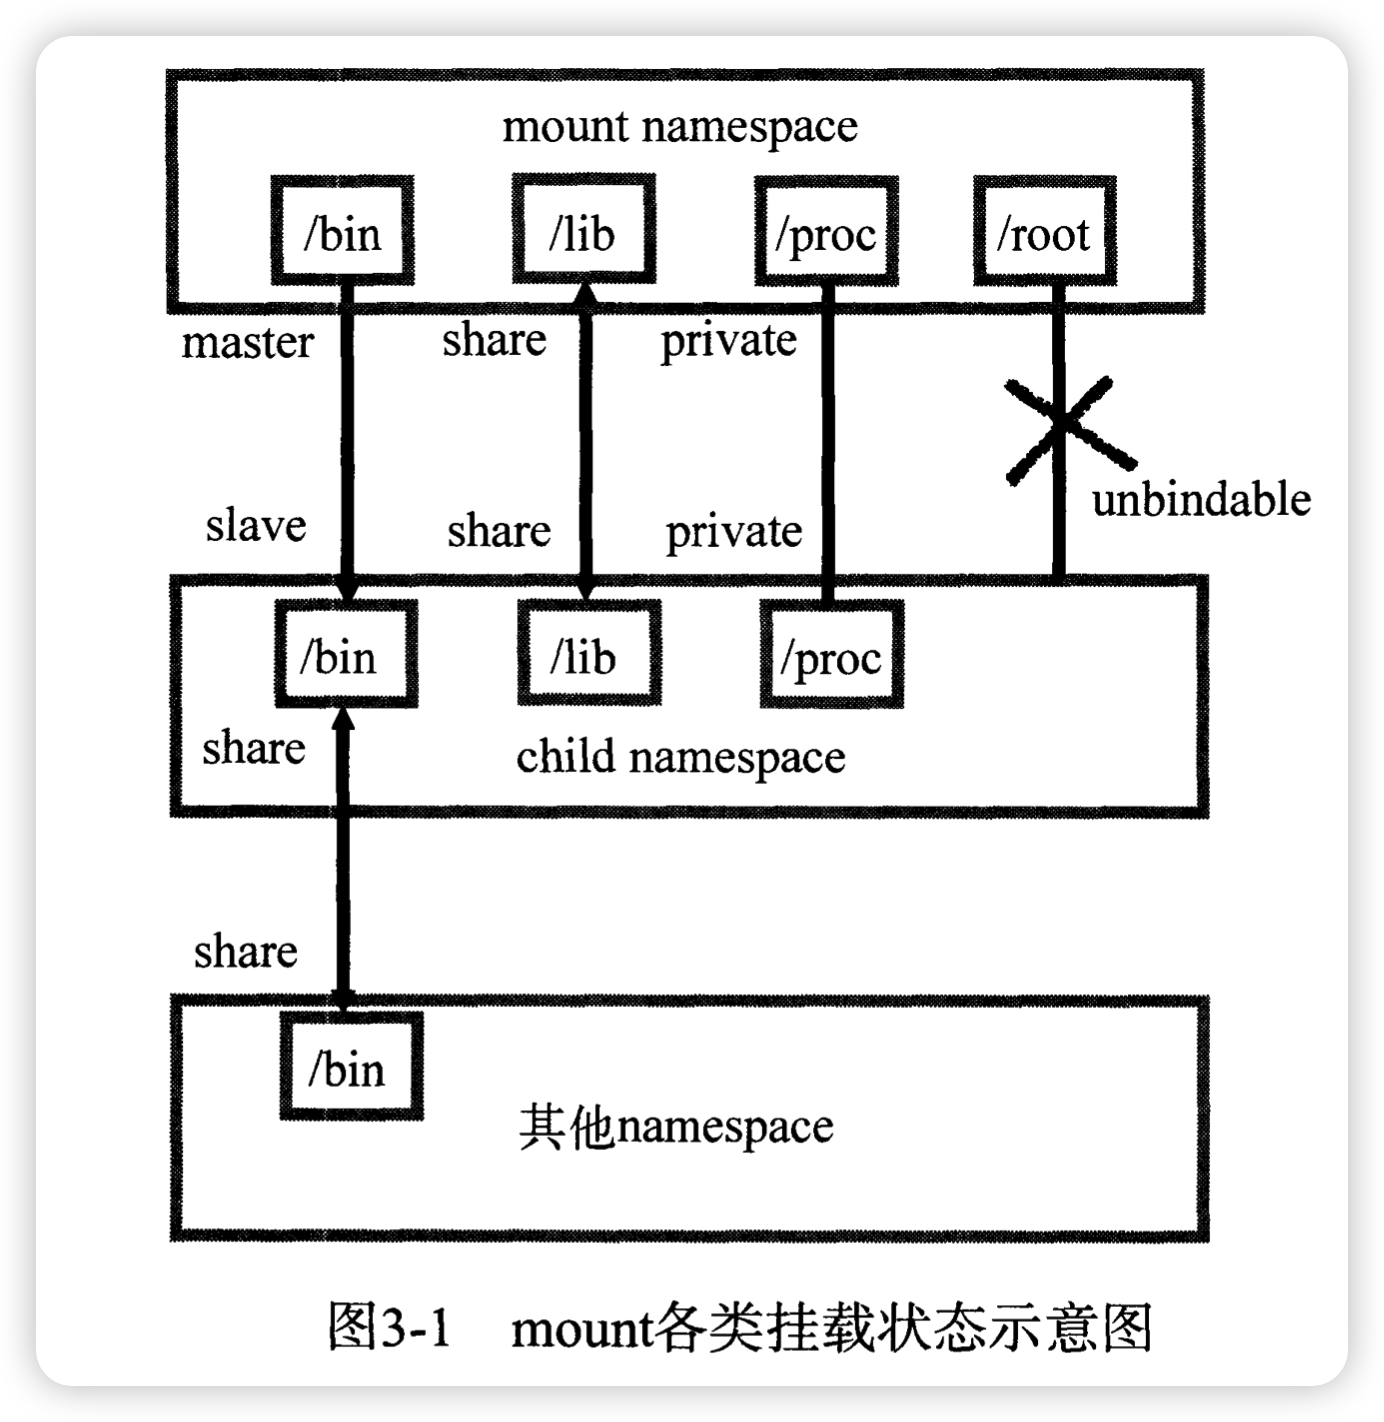 mount namespace
/bin /lib /proc /root
master share private
unbindable
slave share private
/bin /lib /proc
share child namespace
share
/bin
其他namespace
图3-1 mount各类挂载状态示意图